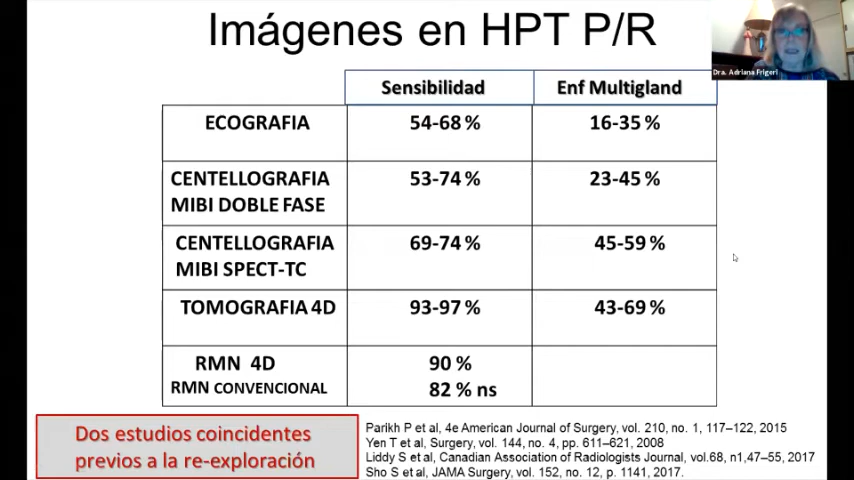 Imágenes en HPT P/R
Dra. Adriana Frigeri
Sensibilidad Enf Multigland
ECOGRAFIA 54-68 % 16-35 %
CENTELLOGRAFIA 53-74 % 23-45 %
MIBI DOBLE FASE
CENTELLOGRAFIA 69-74 % 45-59 %
MIBI SPECT-TC
TOMOGRAFIA 4D 93-97 % 43-69 %
RMN 4D 90 %
RMN CONVENCIONAL 82 % ns
Dos estudios coincidentes
previos a la re-exploración
Parikh P et al, 4e American Journal of Surgery, vol. 210, no. 1, 117–122, 2015
Yen T et al, Surgery, vol. 144, no. 4, pp. 611–621, 2008
Liddy S et al, Canadian Association of Radiologists Journal, vol.68, n1,47–55, 2017
Sho S et al, JAMA Surgery, vol. 152, no. 12, p. 1141, 2017.